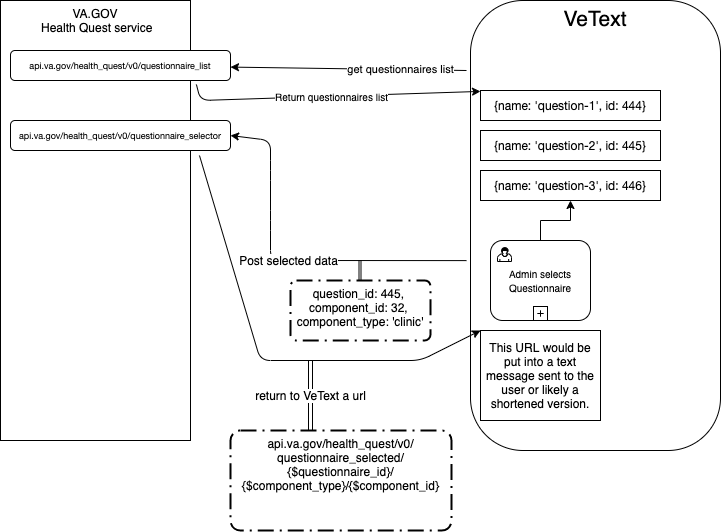 VA.GOV
Health Quest service
VeText
api.va.gov/health_quest/v0/questionnaire_list
get questionnaires list
Return questionnaires list
{name: 'question-1', id: 444}
api.va.gov/health_quest/v0/questionnaire_selector
{name: 'question-2', id: 445}
{name: 'question-3', id: 446}
Post selected data
Admin selects
Questionnaire
+
question_id: 445,
component_id: 32,
component_type: 'clinic'
This URL would be
put into a text
message sent to the
user or likely a
shortened version.
return to VeText a url
api.va.gov/health_quest/v0/
questionnaire_selected/
{$questionnaire_id}/
{$component_type}/{$component_id}